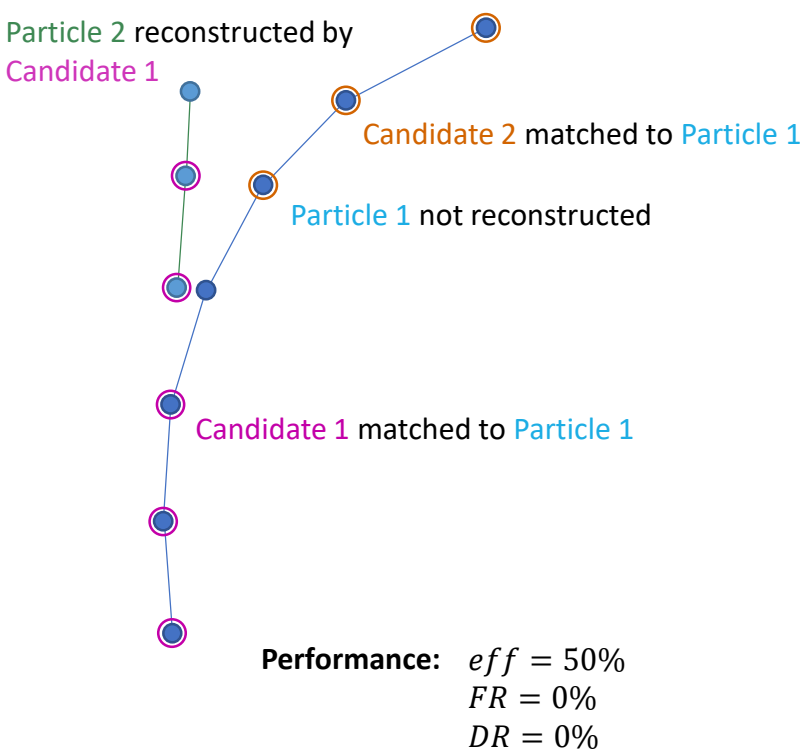 Particle 2 reconstructed by
Candidate 1
Candidate 2 matched to Particle 1
Particle 1 not reconstructed
Candidate 1 matched to Particle 1
Performance: eff = 50%
FR = 0%
DR = 0%